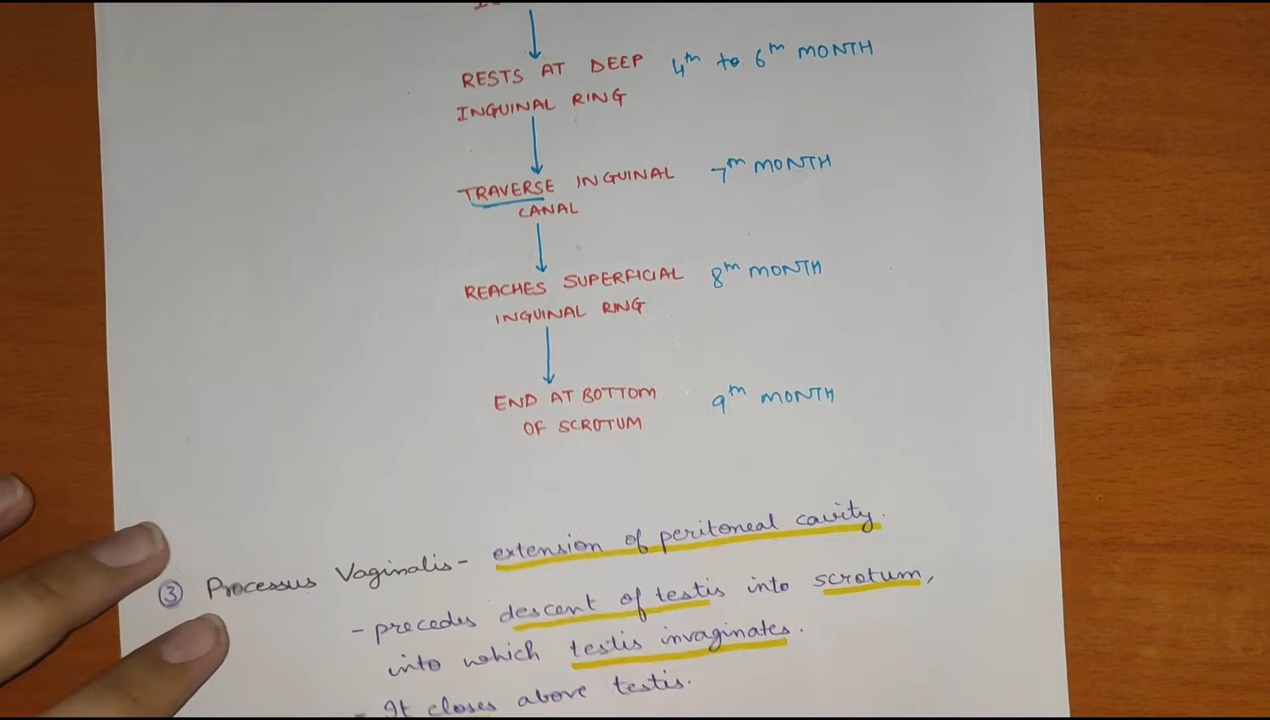 RESTS AT DEEP 4th to 6th MONTH
INGUINAL RING
TRAVERSE INGUINAL 7th MONTH
CANAL
REACHES SUPERFICIAL 8th MONTH
INGUINAL RING
END AT BOTTOM 9th MONTH
OF SCROTUM
③ Processus Vaginalis - extension of peritoneal cavity.
- precedes descent of testis into scrotum,
into which testis invaginates.
- It closes above testis.